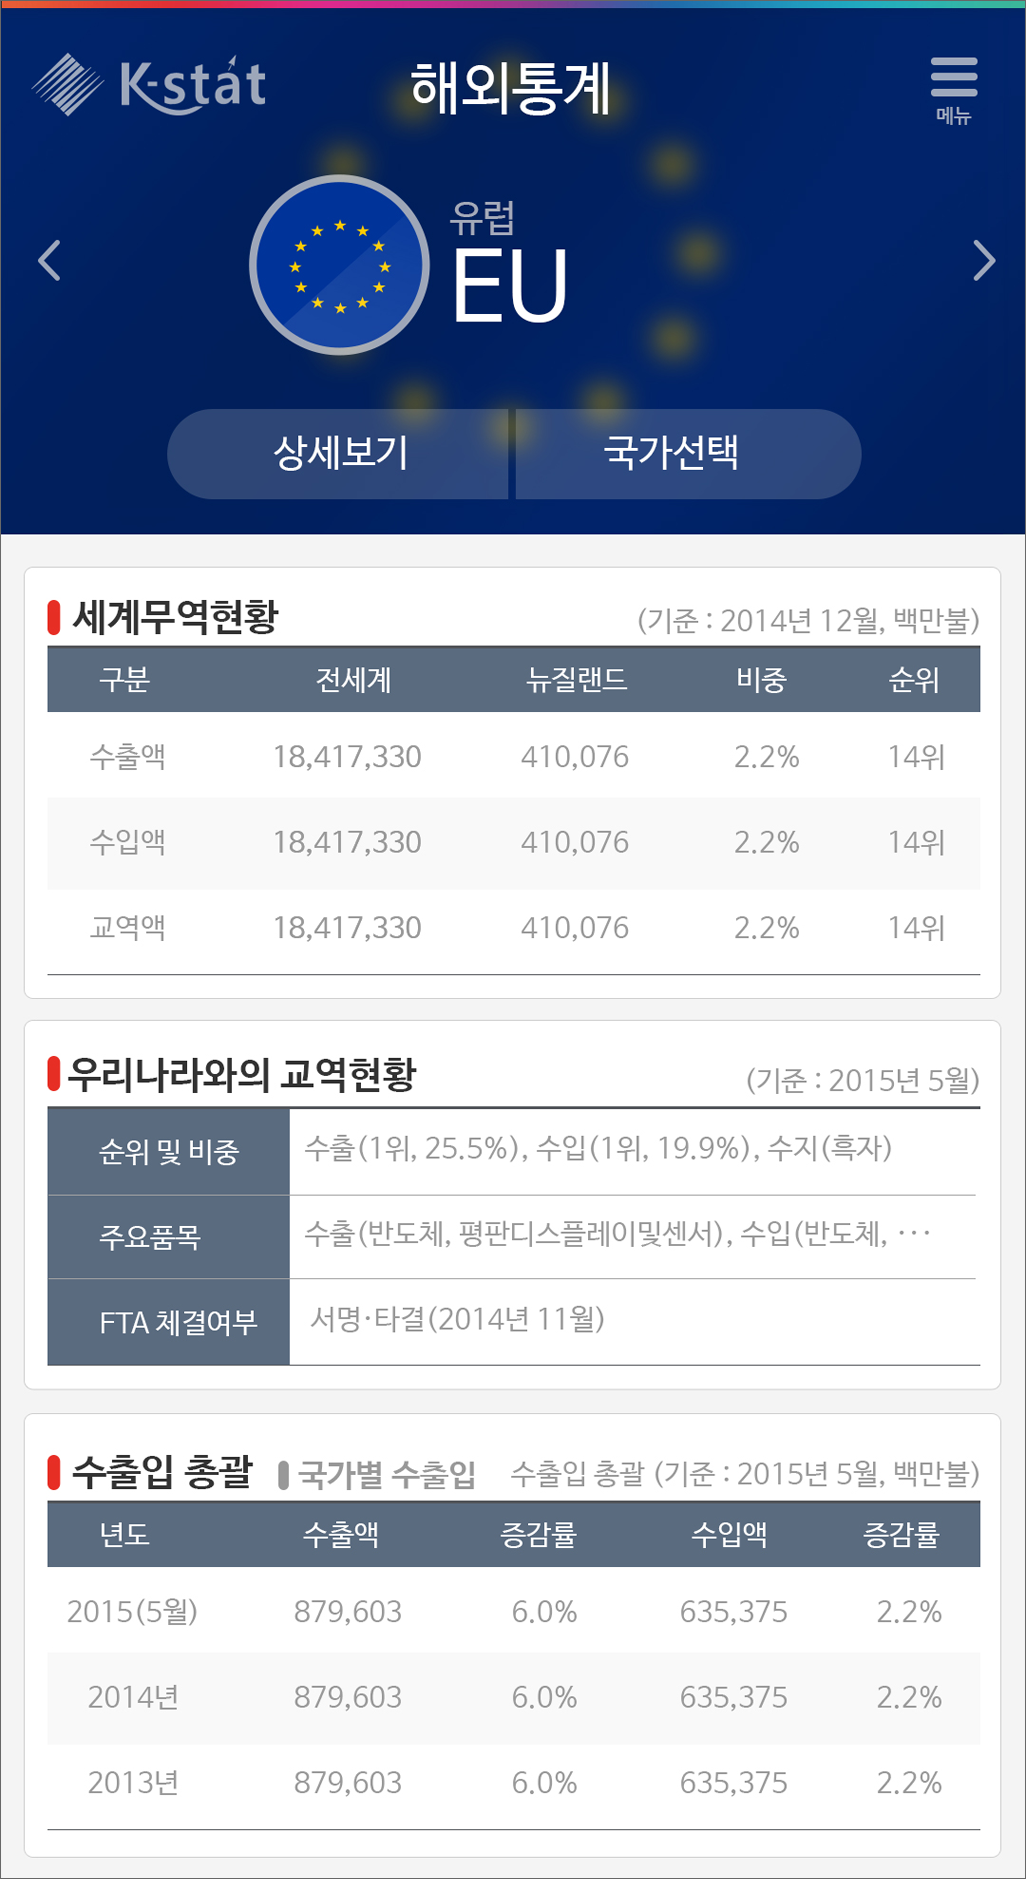 K-stat
해외통계
메뉴
유럽
EU
상세보기 국가선택
세계무역현황 (기준 : 2014년 12월, 백만불)
구분 전세계 뉴질랜드 비중 순위
수출액 18,417,330 410,076 2.2% 14위
수입액 18,417,330 410,076 2.2% 14위
교역액 18,417,330 410,076 2.2% 14위
우리나라와의 교역현황 (기준 : 2015년 5월)
순위 및 비중 수출(1위, 25.5%), 수입(1위, 19.9%), 수지(흑자)
주요품목 수출(반도체, 평판디스플레이및센서), 수입(반도체, ···
FTA 체결여부 서명·타결(2014년 11월)
수출입 총괄 국가별 수출입 수출입 총괄 (기준 : 2015년 5월, 백만불)
년도 수출액 증감률 수입액 증감률
2015(5월) 879,603 6.0% 635,375 2.2%
2014년 879,603 6.0% 635,375 2.2%
2013년 879,603 6.0% 635,375 2.2%